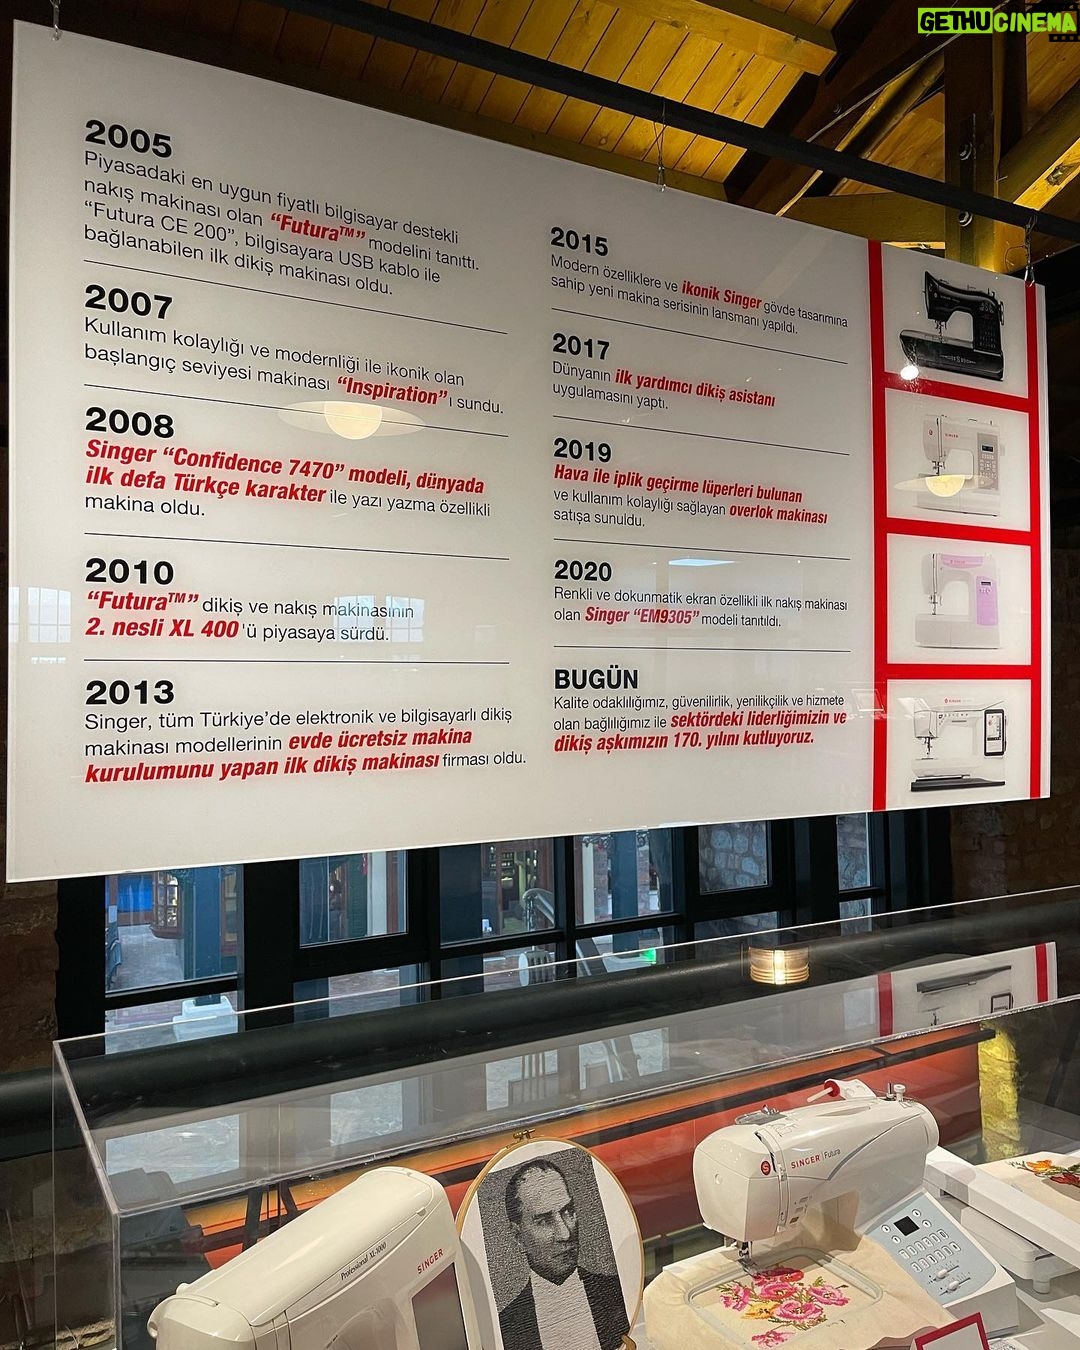 GETHUCINEMA
2005
Piyasadaki en uygun fiyatlı bilgisayar destekli
nakış makinası olan “Futura™” modelini tanıttı.
“Futura CE 200”, bilgisayara USB kablo ile
bağlanabilen ilk dikiş makinası oldu.
2007
Kullanım kolaylığı ve modernliği ile ikonik olan
başlangıç seviyesi makinası “Inspiration”ı sundu.
2008
Singer “Confidence 7470” modeli, dünyada
ilk defa Türkçe karakter ile yazı yazma özellikli
makina oldu.
2010
“Futura™” dikiş ve nakış makinasının
2. nesli XL 400'ü piyasaya sürdü.
2013
Singer, tüm Türkiye’de elektronik ve bilgisayarlı dikiş
makinası modellerinin evde ücretsiz makina
kurulumunu yapan ilk dikiş makinası firması oldu.
2015
Modern özelliklere ve ikonik Singer gövde tasarımına
sahip yeni makina serisinin lansmanı yapıldı.
2017
Dünyanın ilk yardımcı dikiş asistanı
uygulamasını yaptı.
2019
Hava ile iplik geçirme lüperleri bulunan
ve kullanım kolaylığı sağlayan overlok makinası
satışa sunuldu.
2020
Renkli ve dokunmatik ekran özellikli ilk nakış makinası
olan Singer “EM9305” modeli tanıtıldı.
BUGÜN
Kalite odaklılığımız, güvenilirlik, yenilikçilik ve hizmete
olan bağlılığımız ile sektördeki liderliğimizin ve
dikiş aşkımızın 170. yılını kutluyoruz.
Professional XL-5000
SINGER
SINGER | Futura